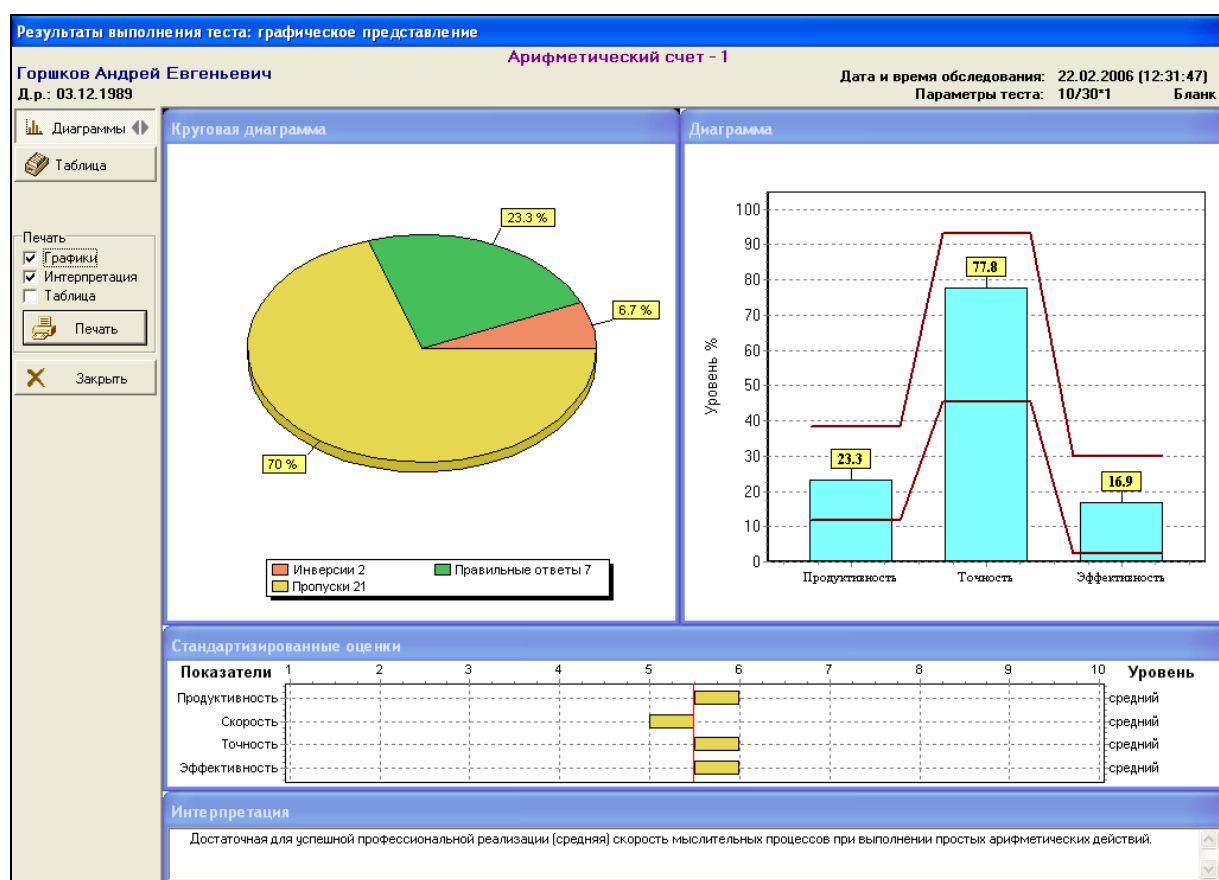 Результаты выполнения теста: графическое представление
Арифметический счет - 1
Горшков Андрей Евгеньевич
Д.р.: 03.12.1989
Дата и время обследования: 22.02.2006 (12:31:47)
Параметры теста: 10/30*1 Бланк
Диаграммы
Таблица
Печать
Графики
Интерпретация
Таблица
Печать
Закрыть
Круговая диаграмма
23.3 %
6.7 %
70 %
Инверсии 2 Правильные ответы 7
Пропуски 21
Диаграмма
Уровень %
100
90
80
70
60
50
40
30
20
10
0
23.3
77.8
16.9
Продуктивность Точность Эффективность
Стандартизированные оценки
Показатели 1 2 3 4 5 6 7 8 9 10 Уровень
Продуктивность средний
Скорость средний
Точность средний
Эффективность средний
Интерпретация
Достаточная для успешной профессиональной реализации (средняя) скорость мыслительных процессов при выполнении простых арифметических действий.